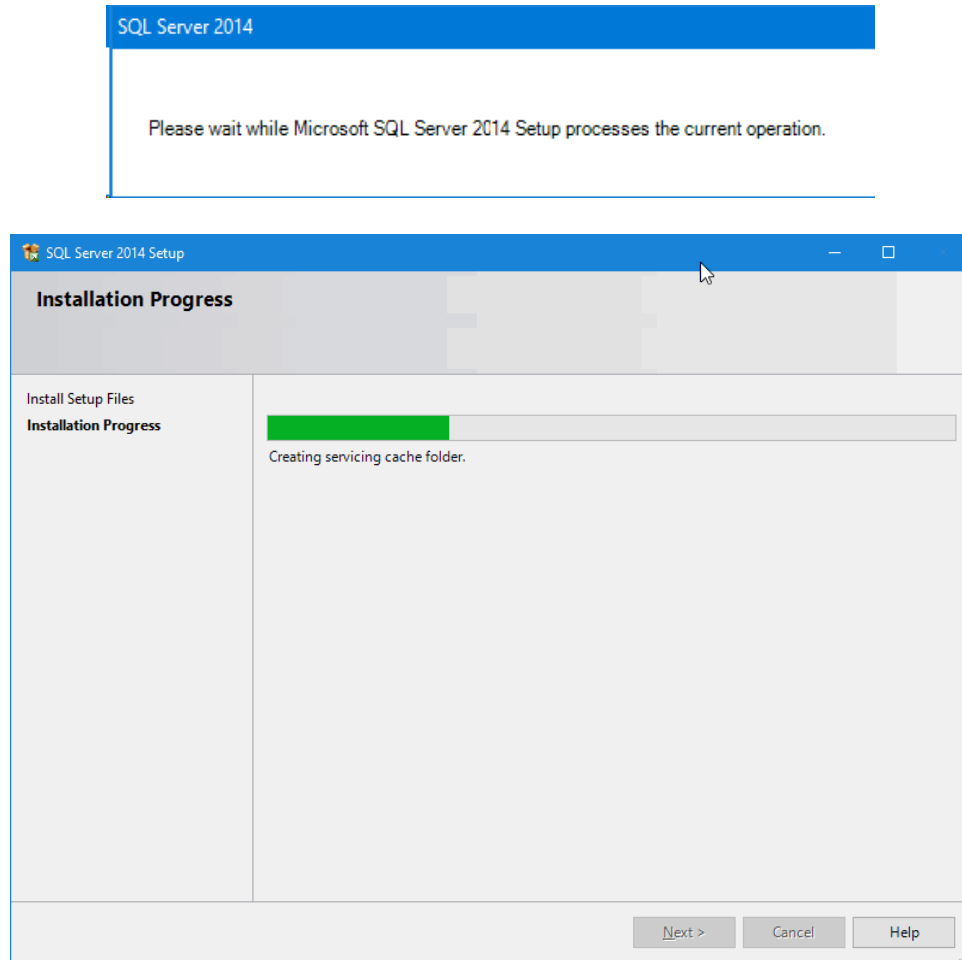 SQL Server 2014
Please wait while Microsoft SQL Server 2014 Setup processes the current operation.
SQL Server 2014 Setup
Installation Progress
Install Setup Files
Installation Progress
Creating servicing cache folder.
Next >
Cancel
Help